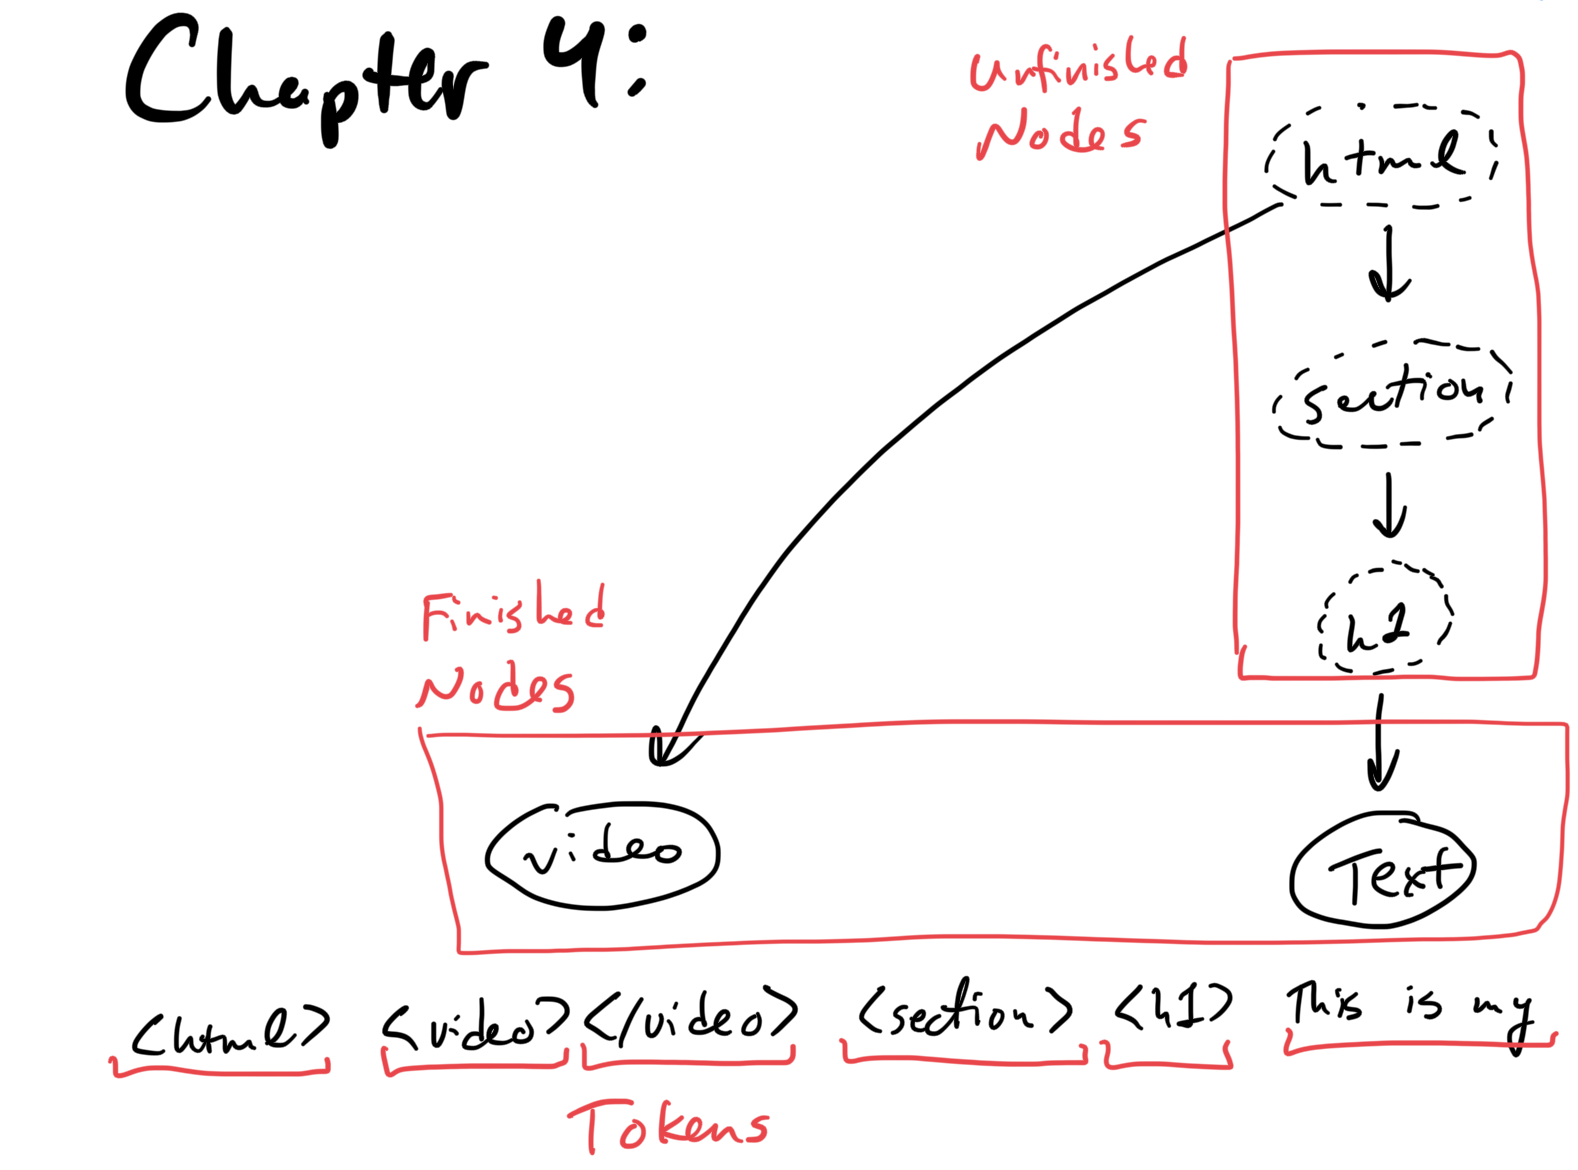 Chapter 4:
Unfinished
Nodes
html
section
h1
Finished
Nodes
video
Text
<html> <video> </video> <section> <h1> This is my
Tokens